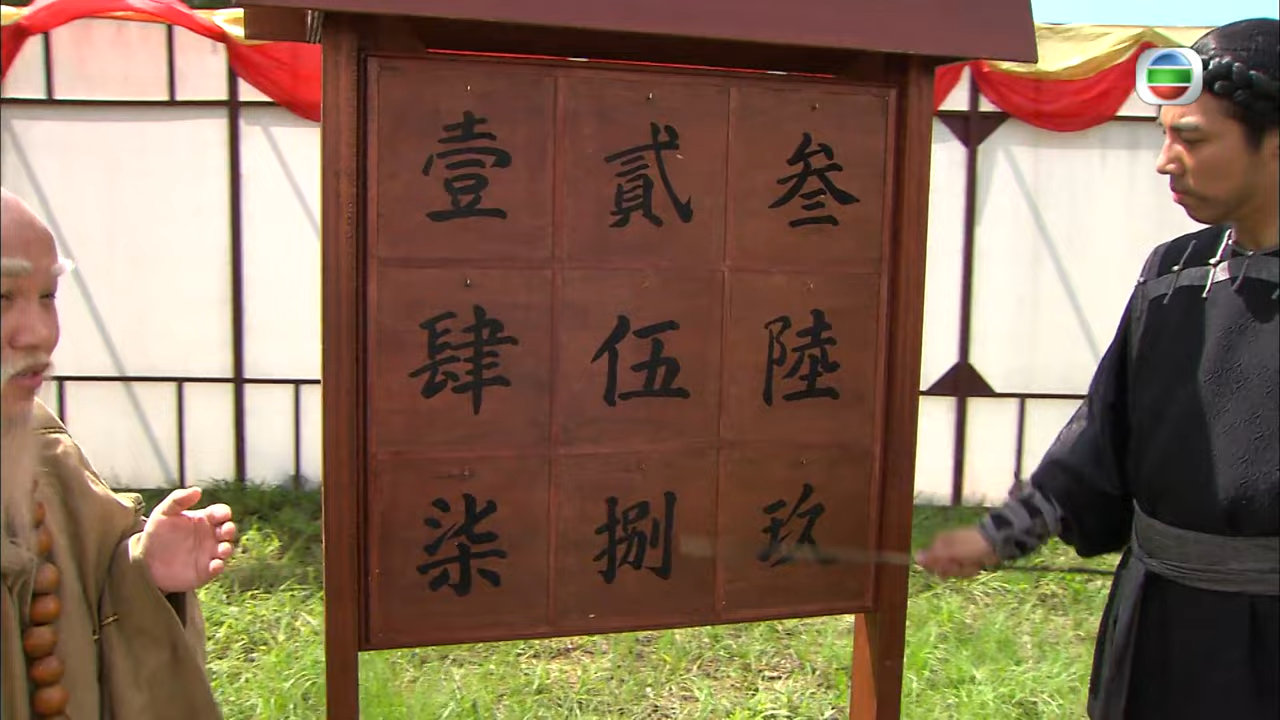 壹 貳 叁
肆 伍 陸
柒 捌 玖